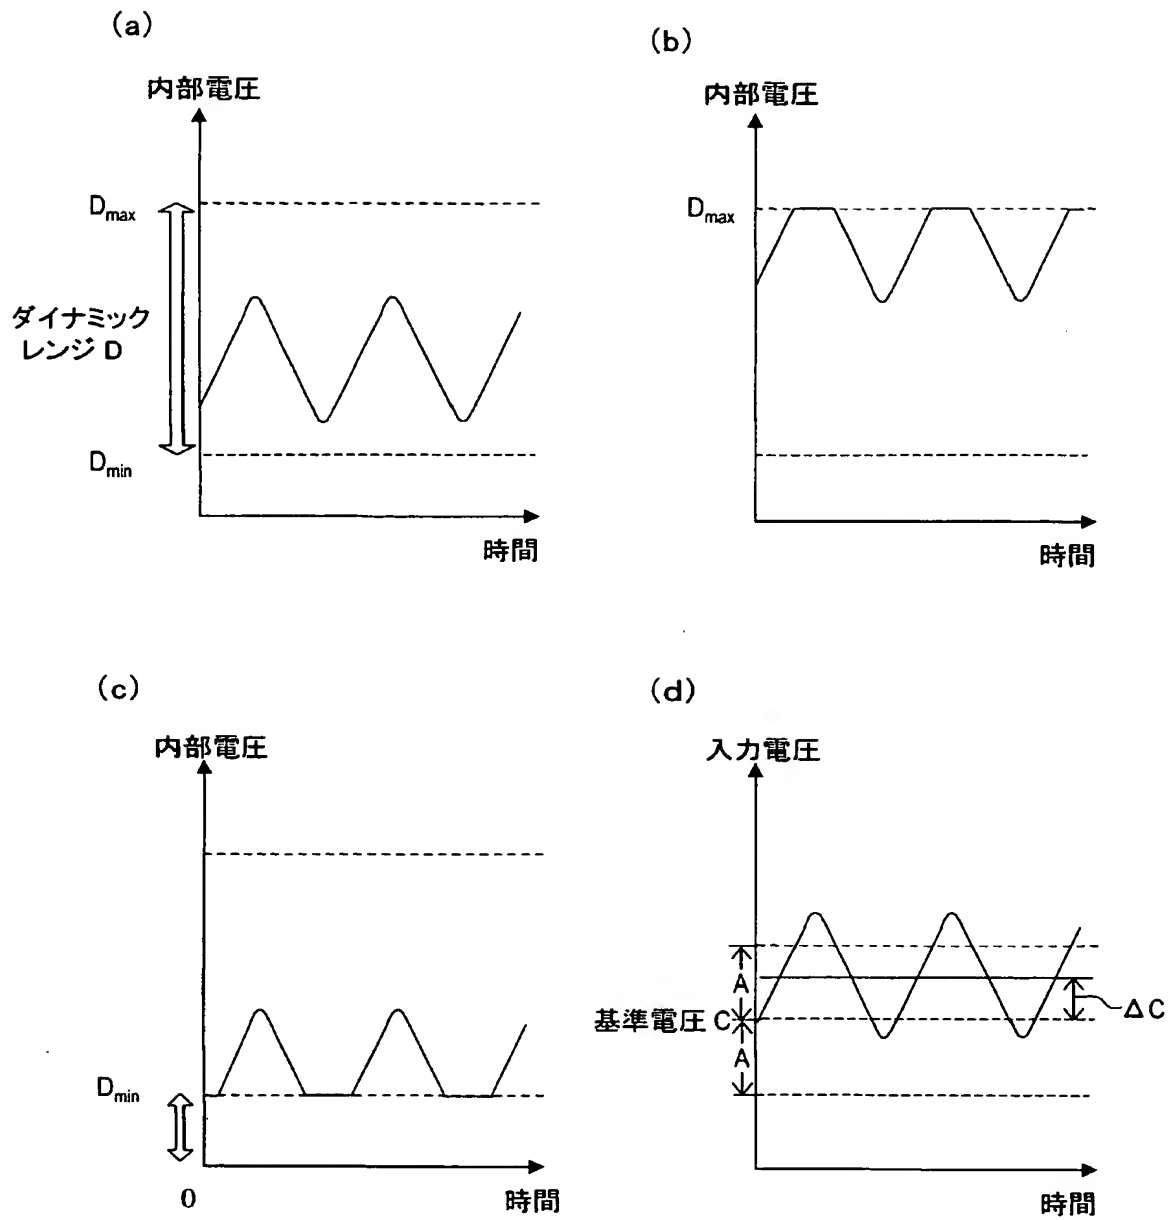 (a)
内部電圧
Dmax
ダイナミック
レンジ D
Dmin
時間
(b)
内部電圧
Dmax
時間
(c)
内部電圧
Dmin
0
時間
(d)
入力電圧
A
基準電圧 C
A
ΔC
時間